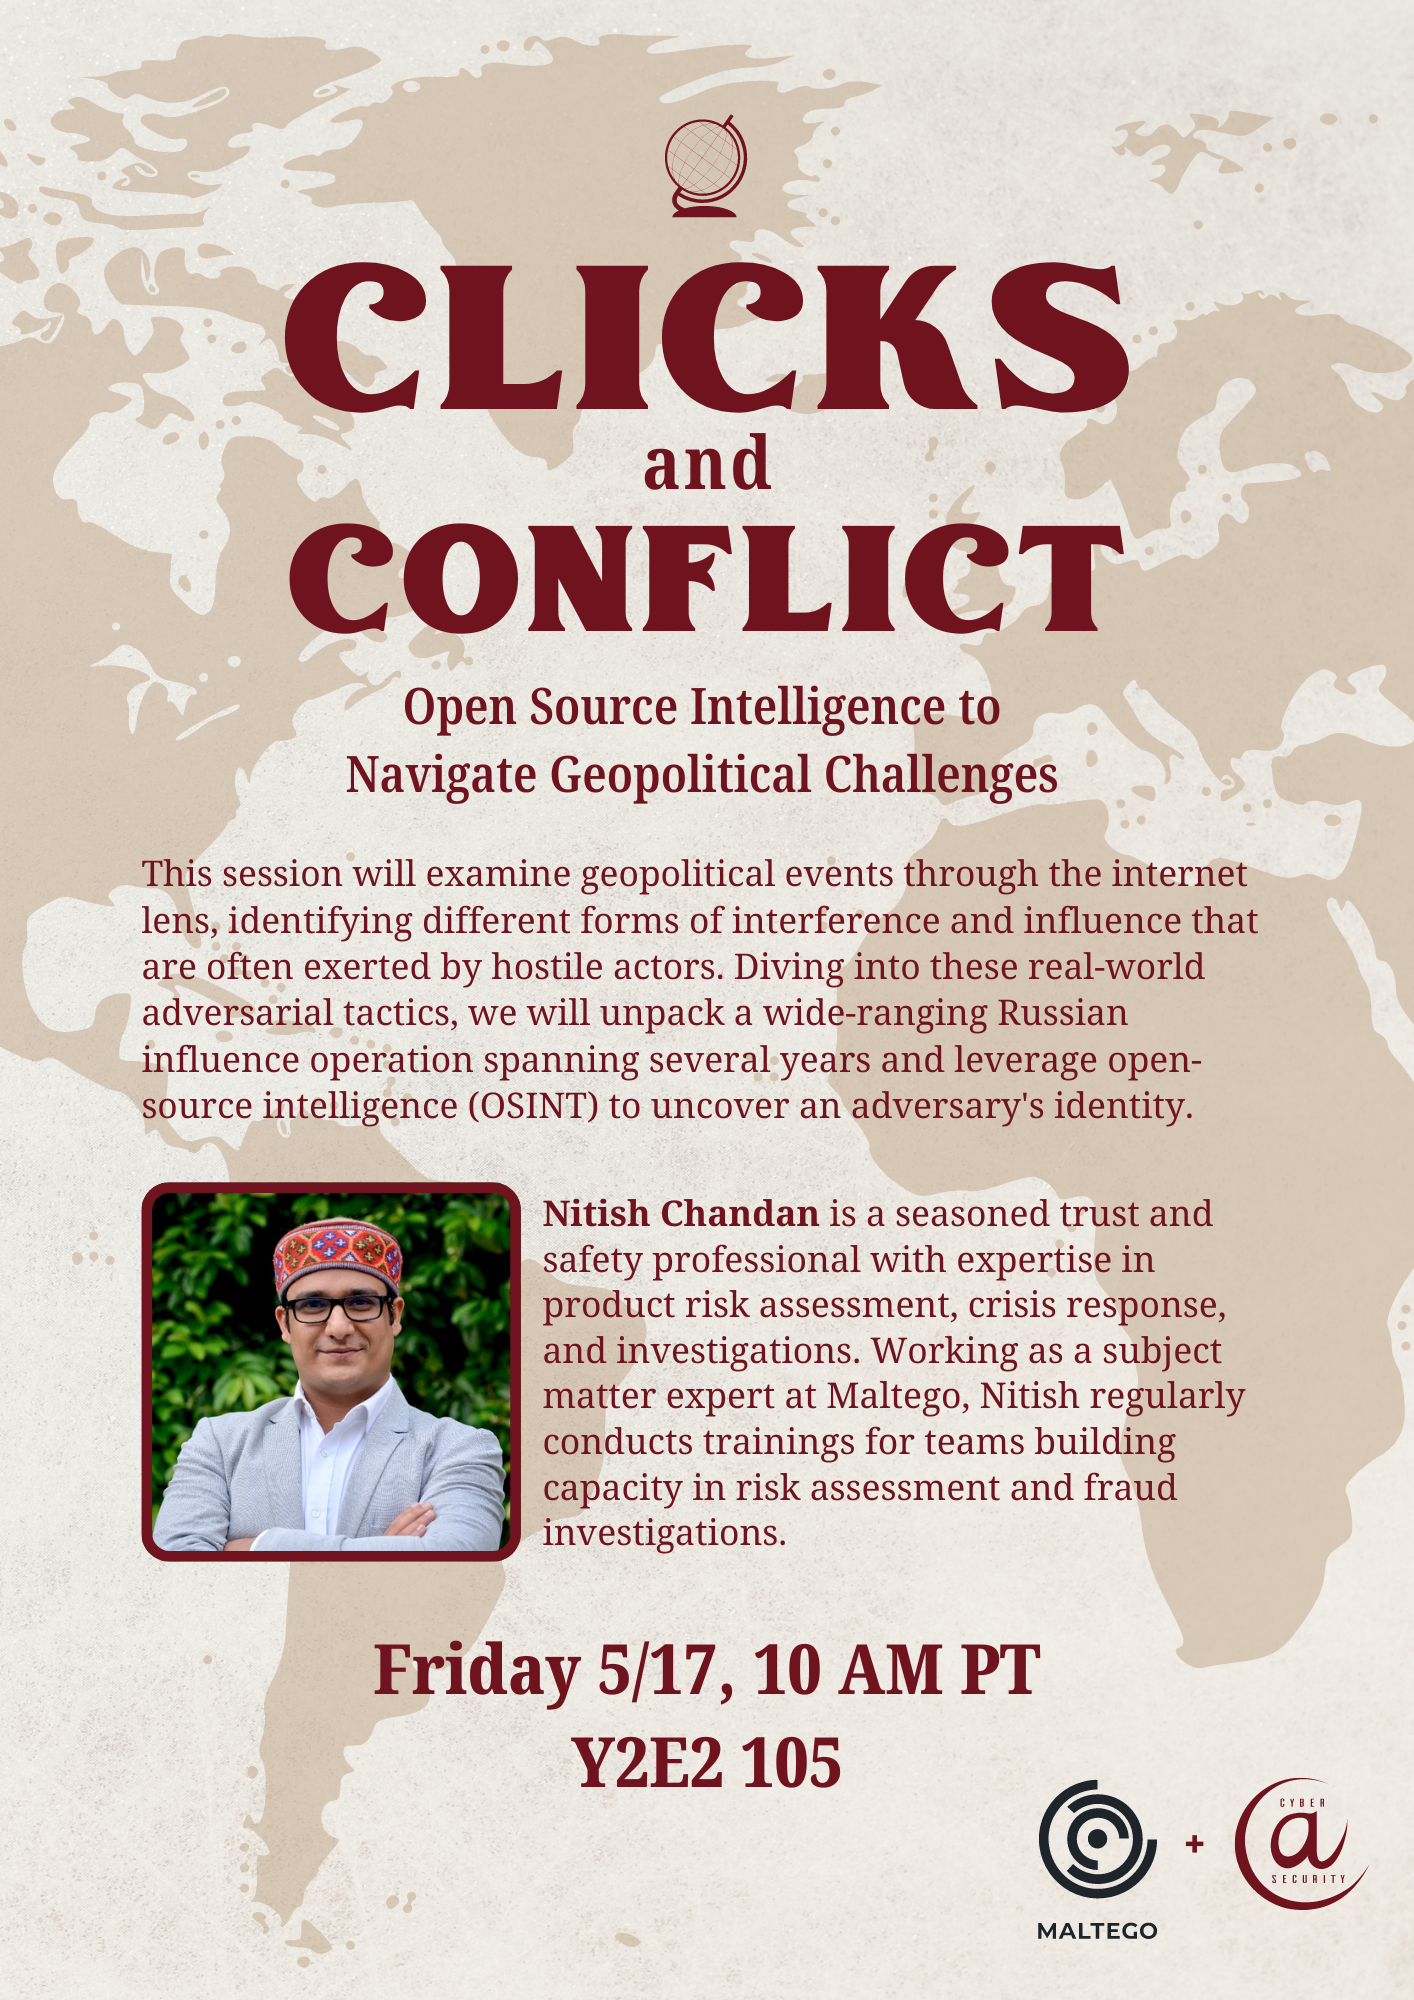 CLICKS
and
CONFLICT
Open Source Intelligence to
Navigate Geopolitical Challenges
This session will examine geopolitical events through the internet
lens, identifying different forms of interference and influence that
are often exerted by hostile actors. Diving into these real-world
adversarial tactics, we will unpack a wide-ranging Russian
influence operation spanning several years and leverage open-
source intelligence (OSINT) to uncover an adversary's identity.
Nitish Chandan is a seasoned trust and
safety professional with expertise in
product risk assessment, crisis response,
and investigations. Working as a subject
matter expert at Maltego, Nitish regularly
conducts trainings for teams building
capacity in risk assessment and fraud
investigations.
Friday 5/17, 10 AM PT
Y2E2 105
MALTEGO
+
CYBER
a
SECURITY